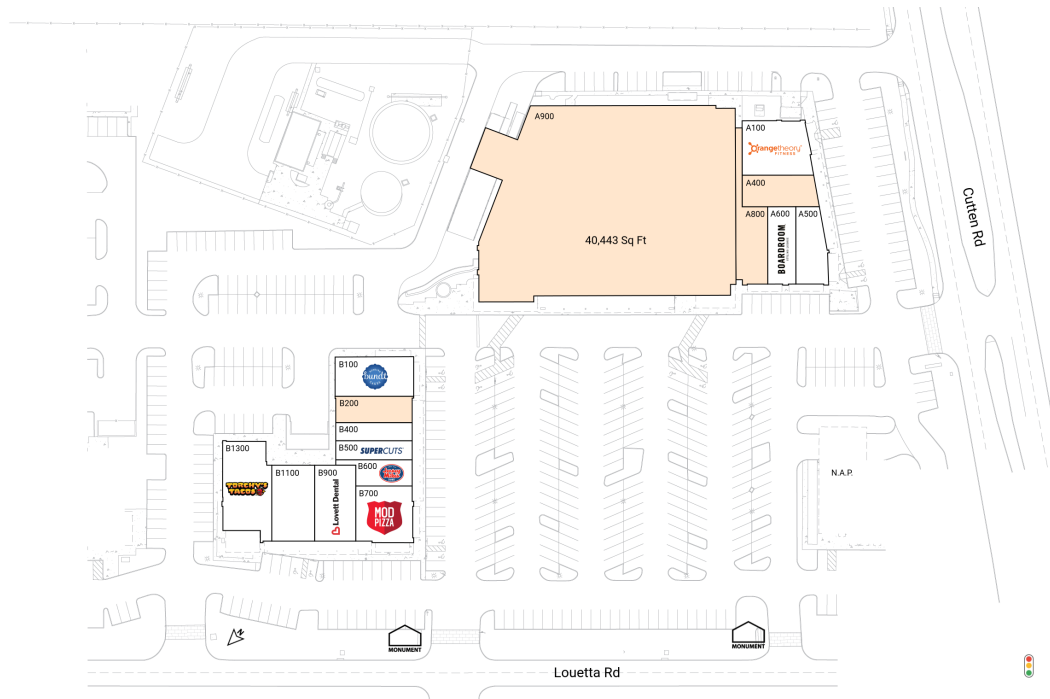 A900
A100
Orangetheory
FITNESS
A400
A800
A600
A500
BOARDROOM
40,443 Sq Ft
Cutten Rd
B100
bundt
B200
B400
B500
SUPERCUTS
B600
B1300
TORCHY'S
TACOS
B1100
B900
Lovett Dental
B700
MOD
PIZZA
N.A.P.
N
MONUMENT
MONUMENT
Louetta Rd